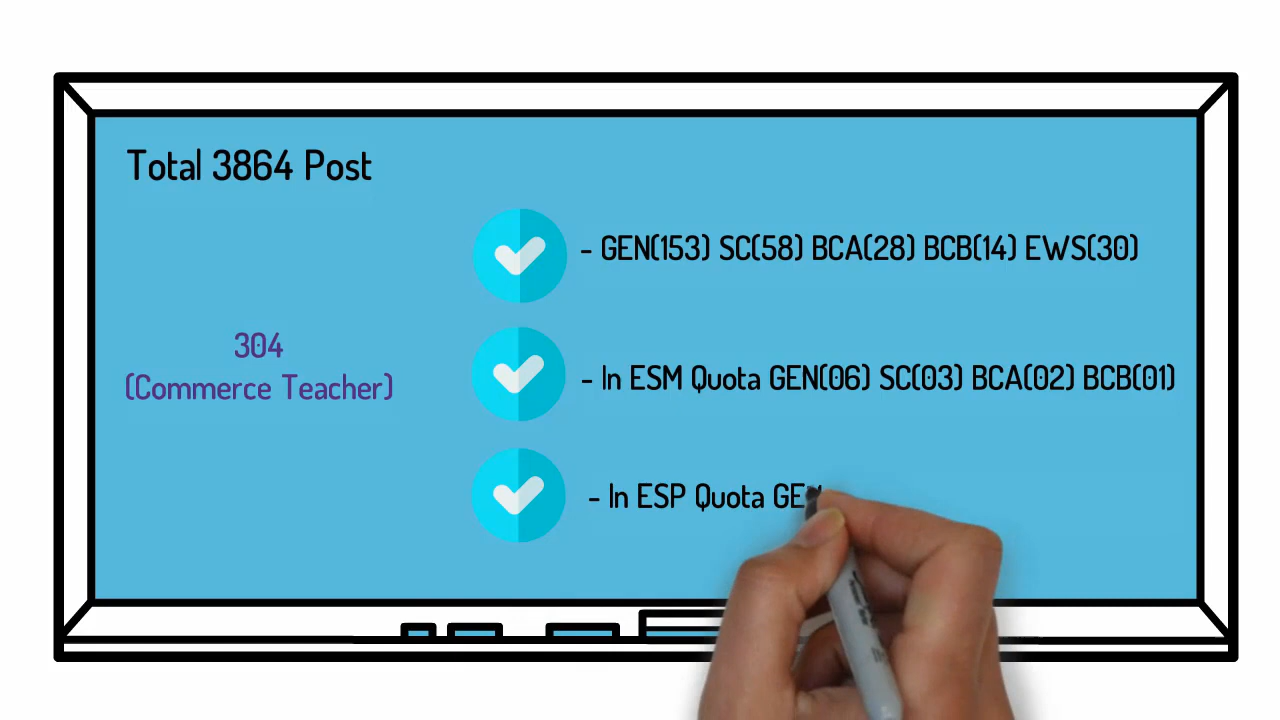 Total 3864 Post
- GEN(153) SC(58) BCA(28) BCB(14) EWS(30)
304
(Commerce Teacher)
- In ESM Quota GEN(06) SC(03) BCA(02) BCB(01)
- In ESP Quota